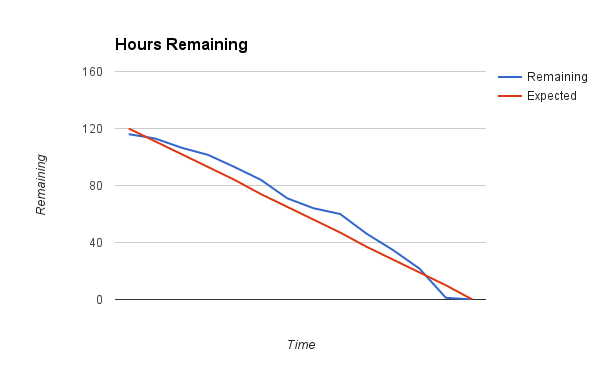 Hours Remaining
160
120
80
40
0
Remaining
Time
Remaining
Expected